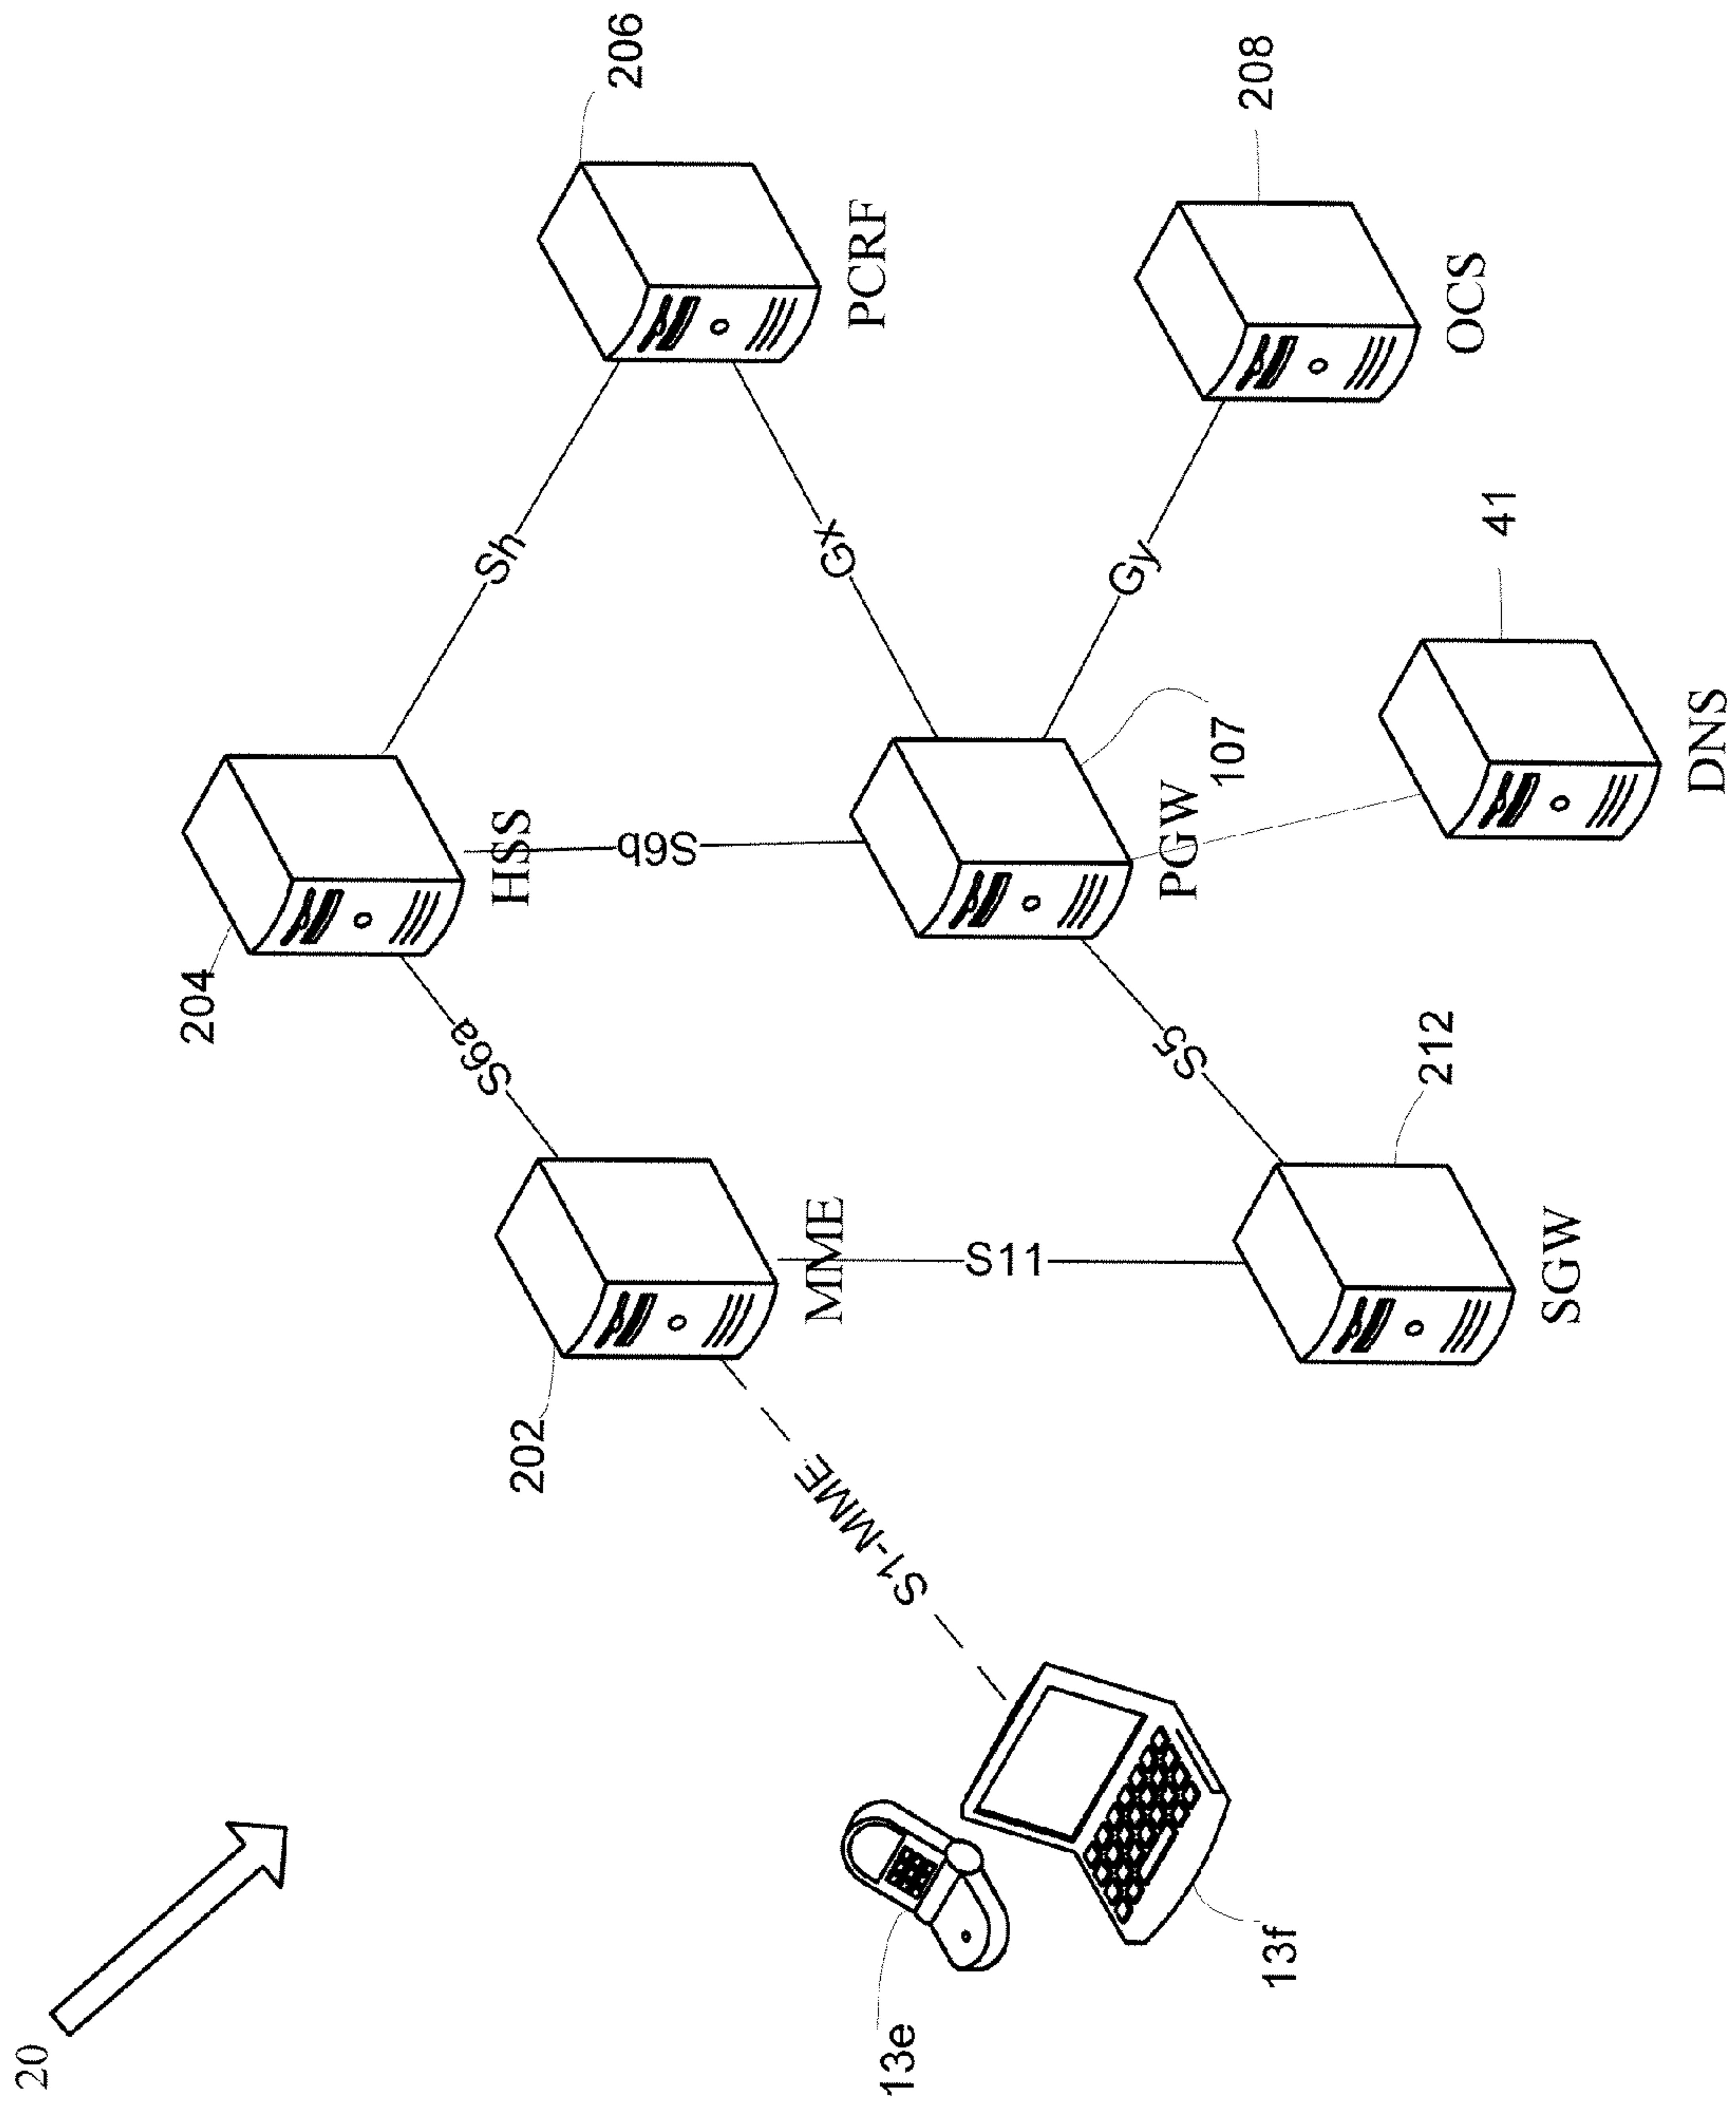 20
204
HSS
S6a
Sh
206
PCRF
202
MME
S6b
Gx
S1-MME
S11
PGW
107
Gy
208
OCS
S5
13e
13f
212
SGW
41
DNS